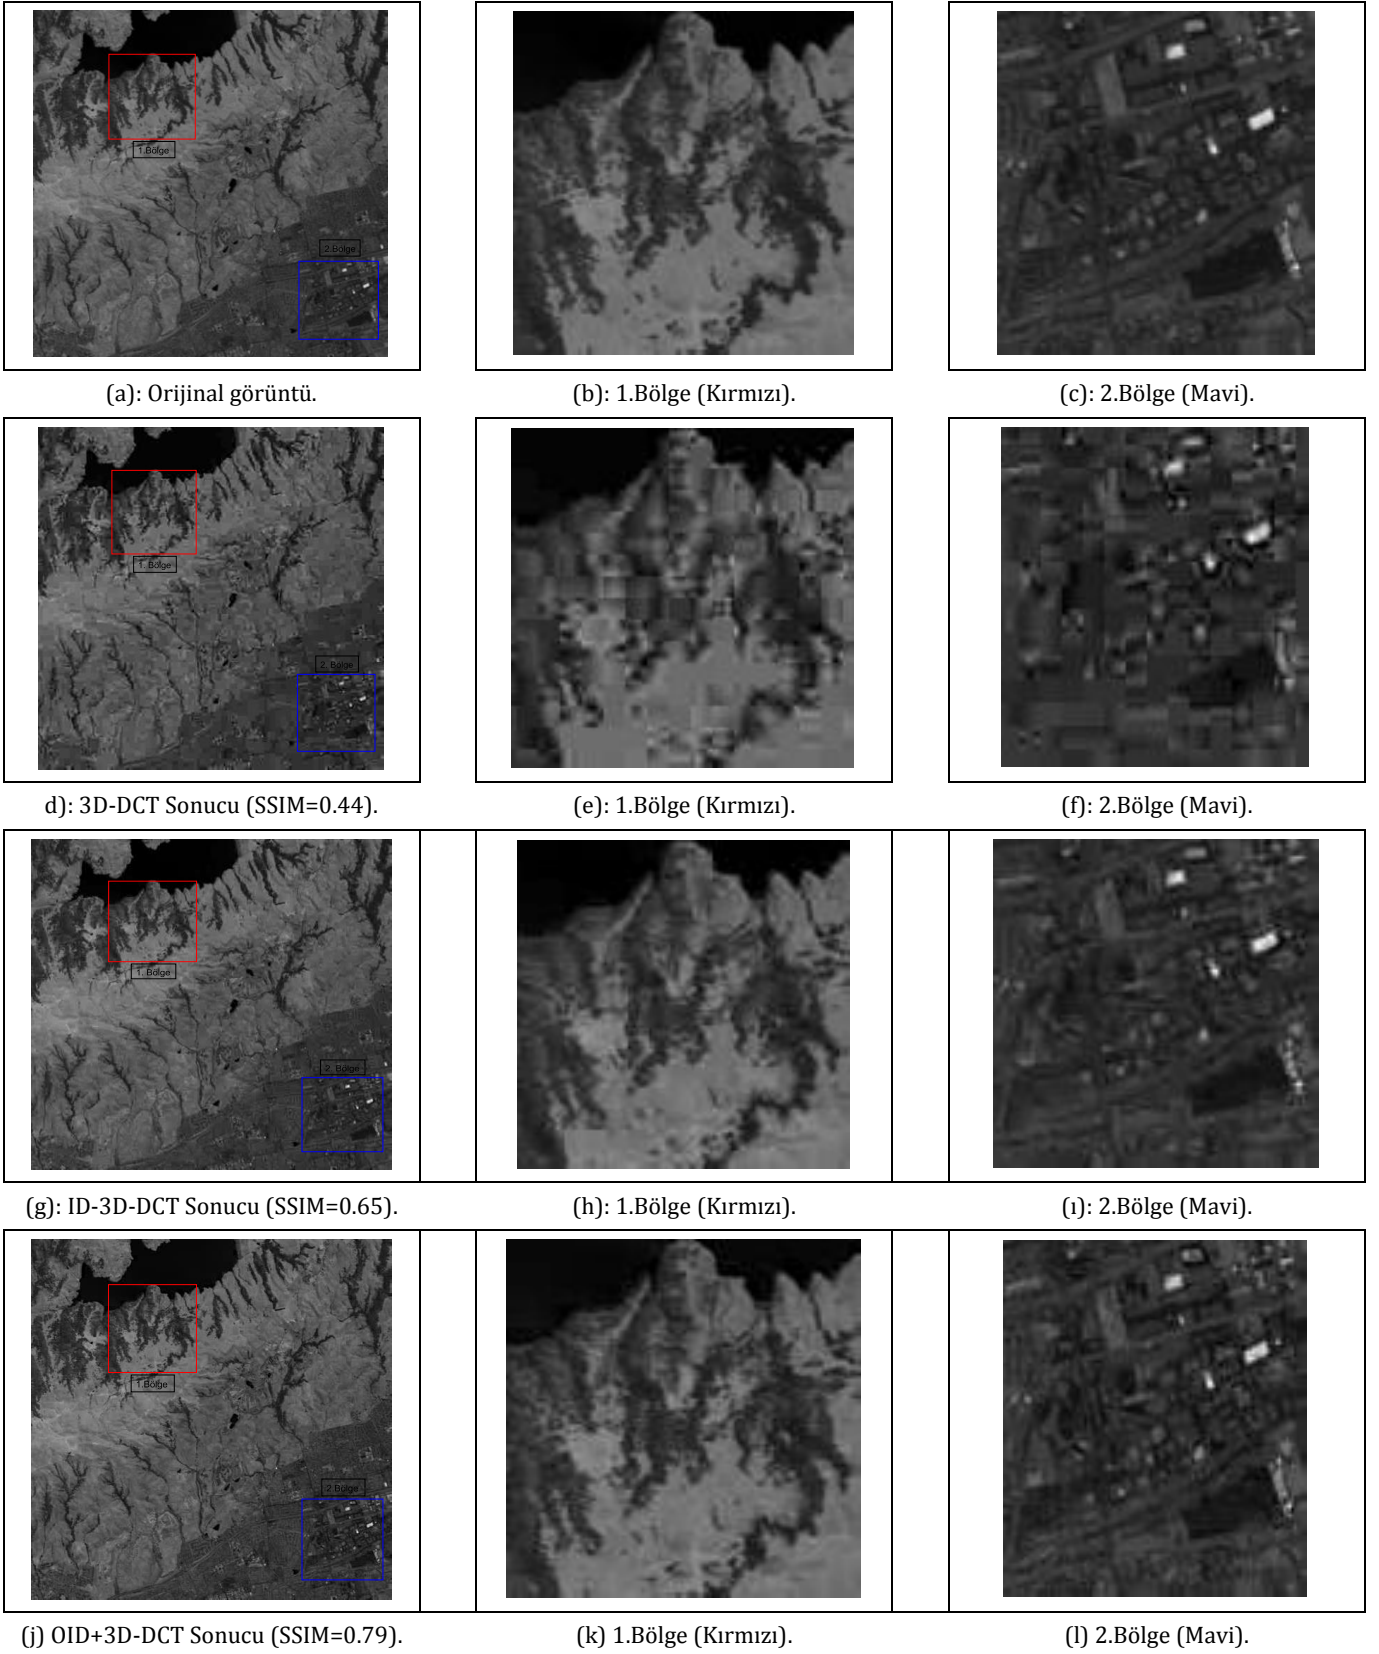 1.Bölge
2.Bölge
(a): Orijinal görüntü.
(b): 1.Bölge (Kırmızı).
(c): 2.Bölge (Mavi).
1. Bölge
2. Bölge
d): 3D-DCT Sonucu (SSIM=0.44).
(e): 1.Bölge (Kırmızı).
(f): 2.Bölge (Mavi).
1. Bölge
2. Bölge
(g): ID-3D-DCT Sonucu (SSIM=0.65).
(h): 1.Bölge (Kırmızı).
(ı): 2.Bölge (Mavi).
1.Bölge
2.Bölge
(j) OID+3D-DCT Sonucu (SSIM=0.79).
(k) 1.Bölge (Kırmızı).
(l) 2.Bölge (Mavi).